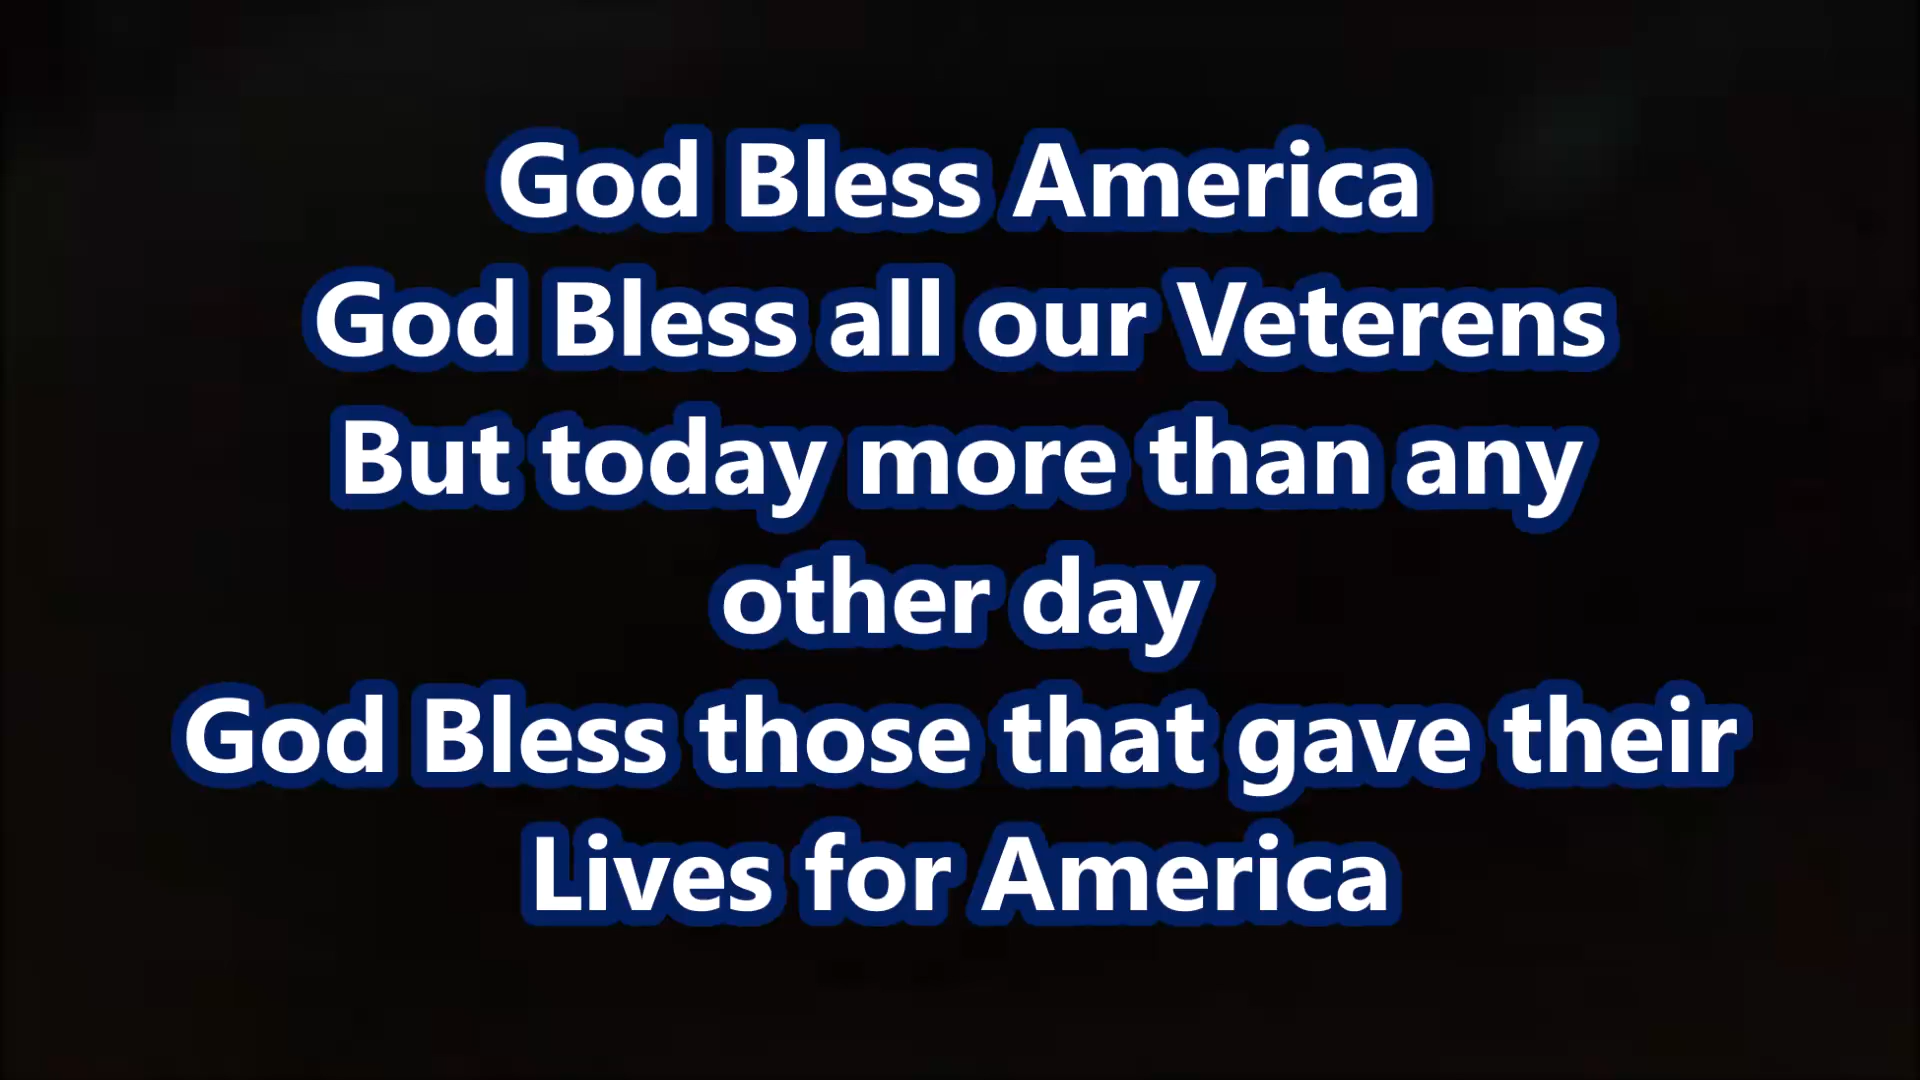 God Bless America
God Bless all our Veterens
But today more than any
other day
God Bless those that gave their
Lives for America